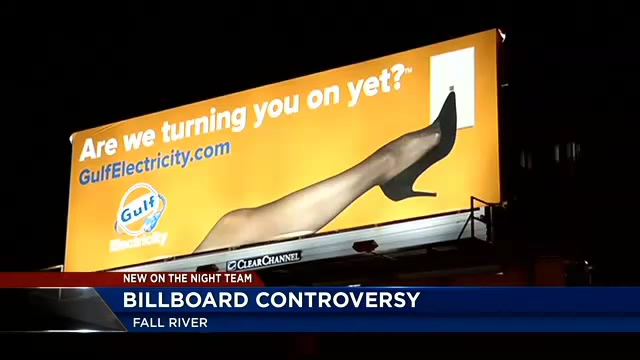 Are we turning you on yet?™
GulfElectricity.com
Gulf
Electricity
CLEARCHANNEL
NEW ON THE NIGHT TEAM
BILLBOARD CONTROVERSY
FALL RIVER